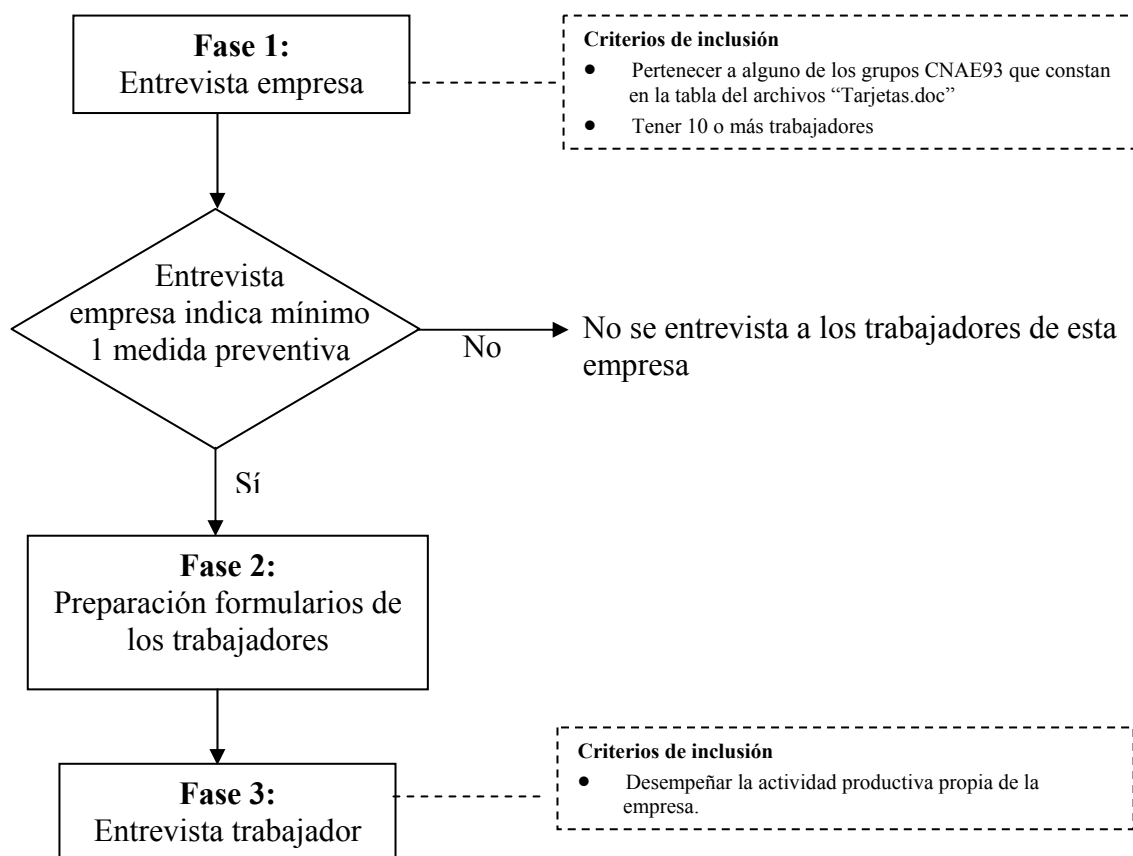 Fase 1:
Entrevista empresa
Criterios de inclusión
● Pertenecer a alguno de los grupos CNAE93 que constan
en la tabla del archivos “Tarjetas.doc”
● Tener 10 o más trabajadores
Entrevista
empresa indica mínimo
1 medida preventiva
No
No se entrevista a los trabajadores de esta
empresa
Sí
Fase 2:
Preparación formularios de
los trabajadores
Criterios de inclusión
● Desempeñar la actividad productiva propia de la
empresa.
Fase 3:
Entrevista trabajador